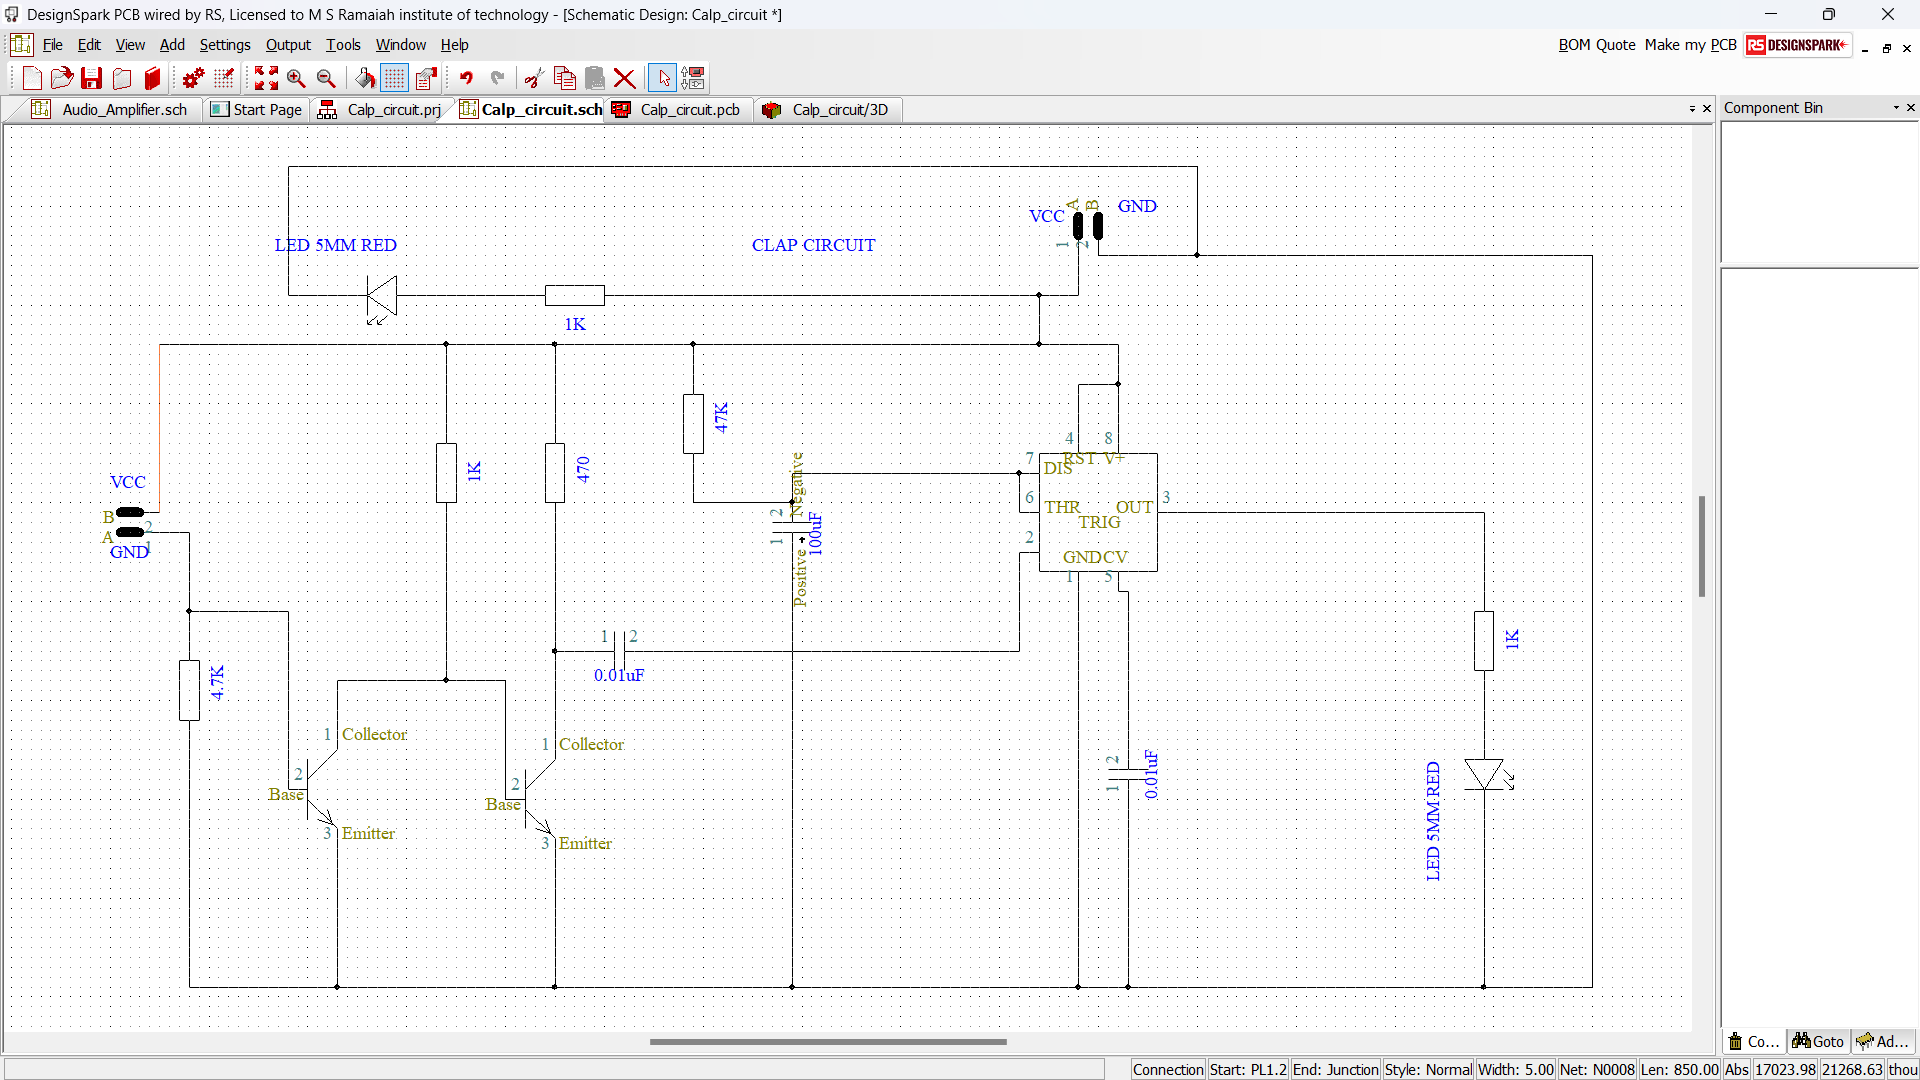 DesignSpark PCB wired by RS, Licensed to M S Ramaiah institute of technology - [Schematic Design: Calp_circuit *]
File Edit View Add Settings Output Tools Window Help
BOM Quote Make my PCB RS DESIGNSPARK
Audio_Amplifier.sch Start Page Calp_circuit.prj Calp_circuit.sch Calp_circuit.pcb Calp_circuit/3D
Component Bin
VCC A B GND
1 2
LED 5MM RED CLAP CIRCUIT
1K
47K
4 8
7 RST V+
DIS
1K 470 Negative
VCC
6 THR OUT 3
B 2
2 100uF
TRIG
A 1
GND
1 Positive
2
GND CV
1 5
1 2
0.01uF
1K
4.7K
1 Collector
1 Collector
2 Base
2 Base
3 Emitter
3 Emitter
2 1 0.01uF
LED 5MM RED
Co... Goto Ad...
Connection Start: PL1.2 End: Junction Style: Normal Width: 5.00 Net: N0008 Len: 850.00 Abs 17023.98 21268.63 thou